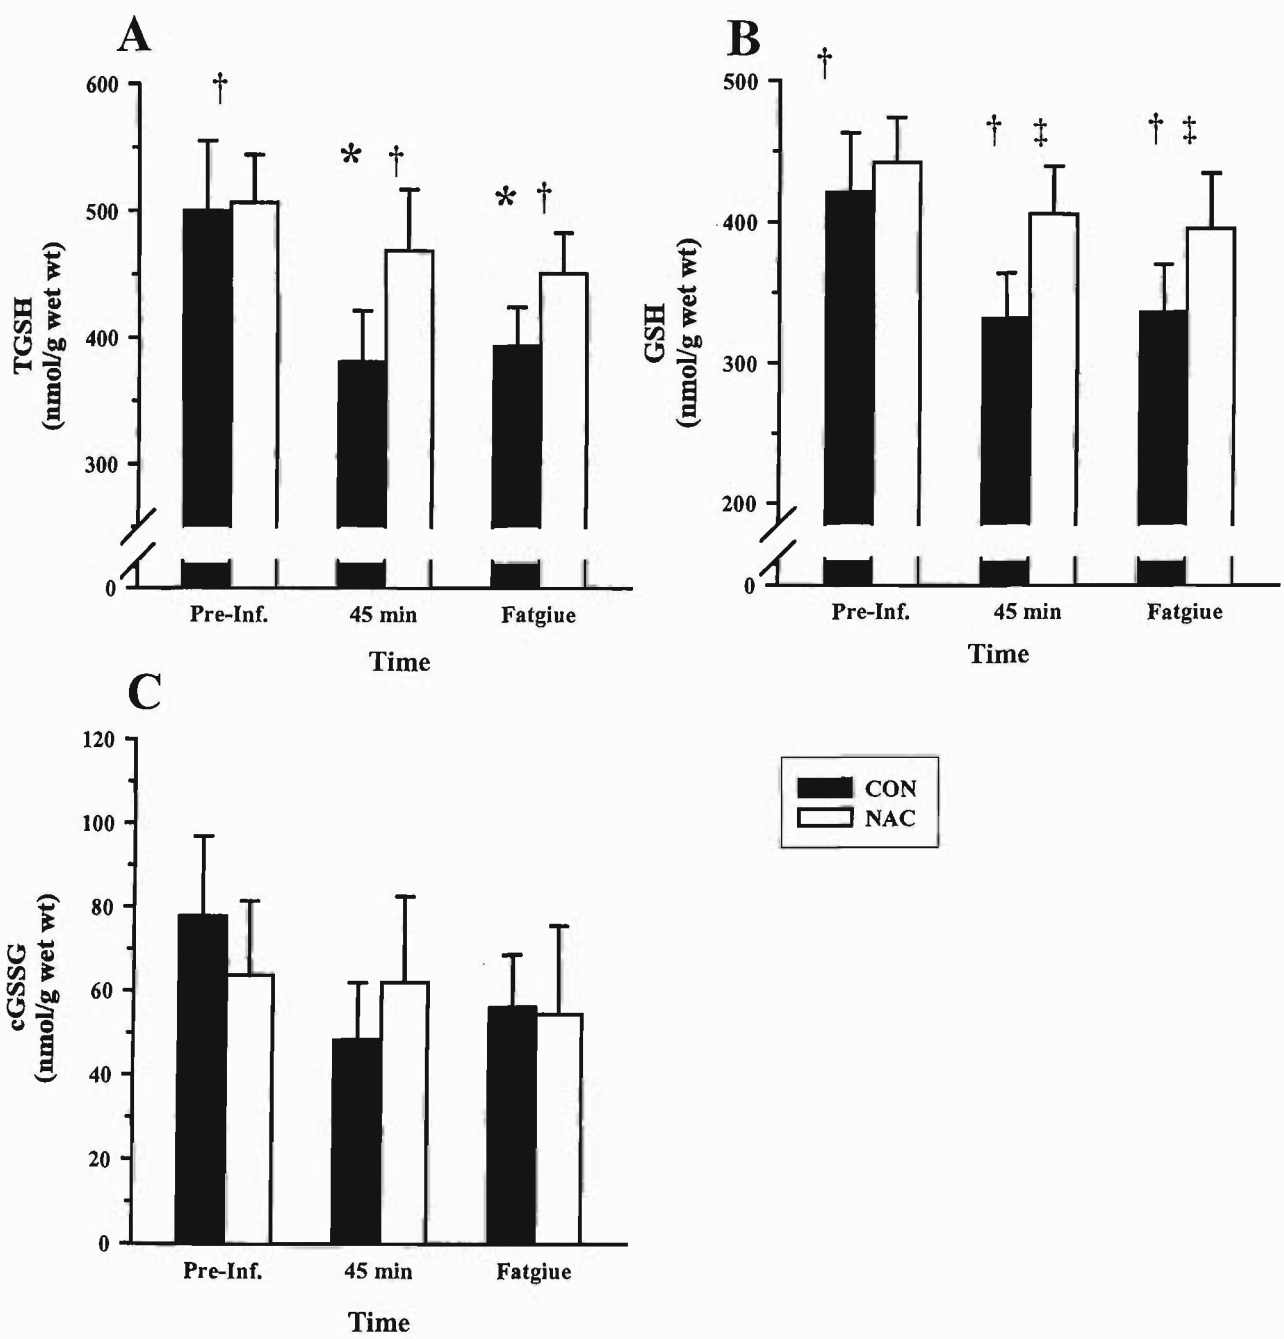 A
600
500
400
300
0
TGSH
(nmol/g wet wt)
†
* †
* †
Pre-Inf.
45 min
Fatgiue
Time
B
500
400
300
200
0
GSH
(nmol/g wet wt)
†
† ‡
† ‡
Pre-Inf.
45 min
Fatgiue
Time
C
120
100
80
60
40
20
0
cGSSG
(nmol/g wet wt)
Pre-Inf.
45 min
Fatgiue
Time
CON
NAC